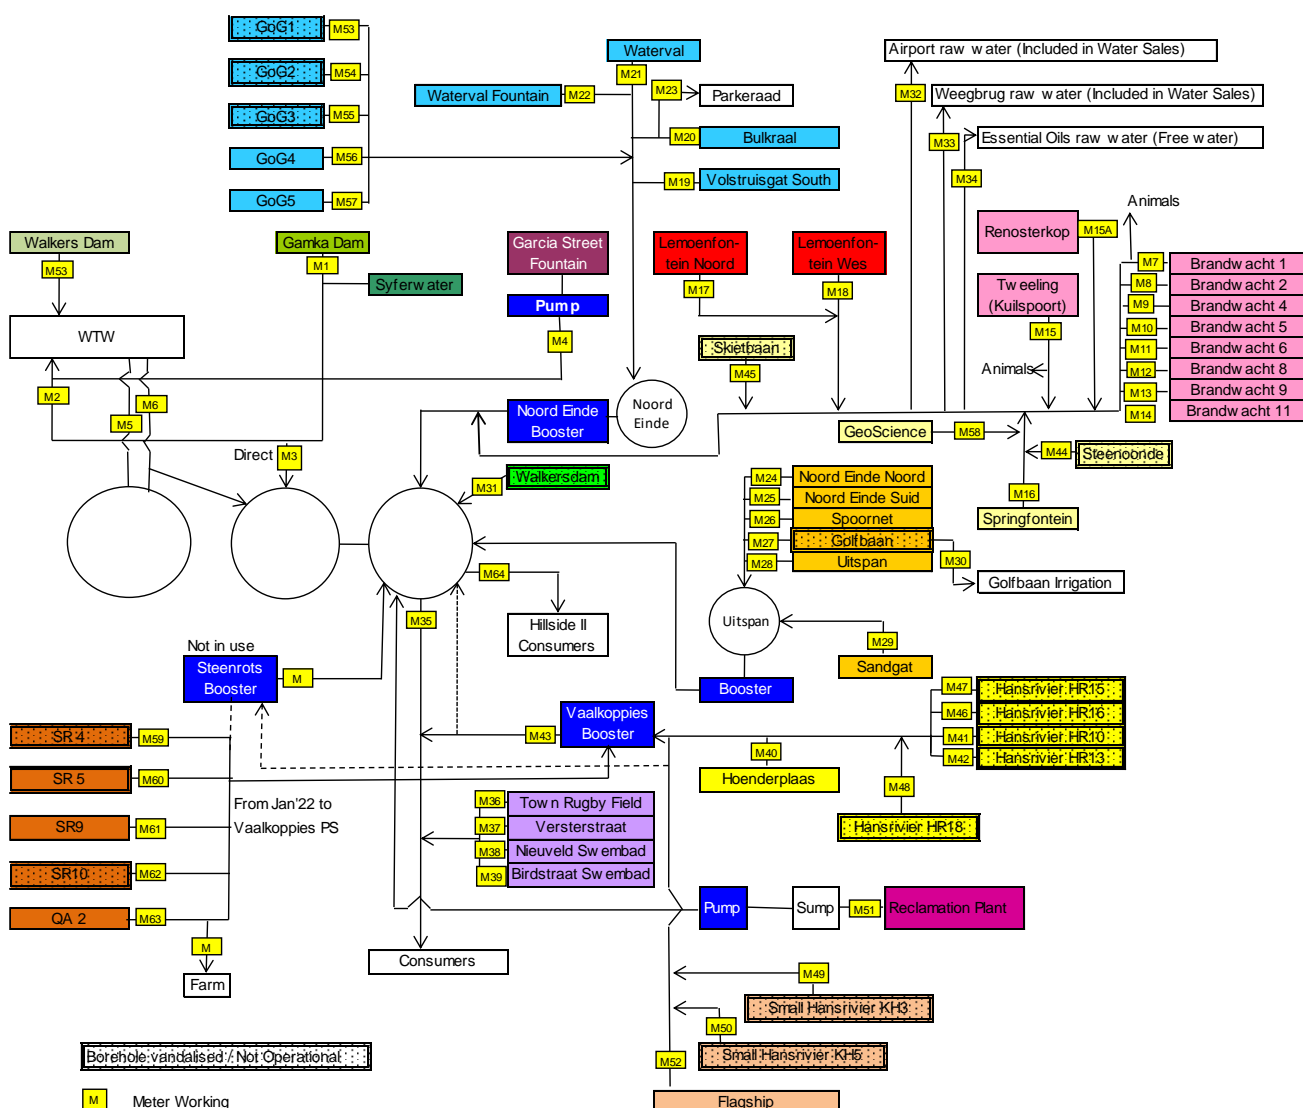 GoG1
M53
GoG2
M54
GoG3
M55
GoG4
M56
GoG5
M57
Waterval
M21
M23
Parkeraad
Waterval Fountain
M22
M20
Bulkraal
M19
Volstruisgat South
Airport raw water (Included in Water Sales)
M32
Weegbrug raw water (Included in Water Sales)
M33
Essential Oils raw water (Free water)
M34
Animals
Renosterkop
M15A
Walkers Dam
M53
Gamka Dam
M1
Syferwater
Garcia Street
Fountain
Pump
M4
Lemoenfon-
tein Noord
M17
Lemoenfon-
tein Wes
M18
Tweeling
(Kuilspoort)
M15
Animals
M7
Brandwacht 1
M8
Brandwacht 2
M9
Brandwacht 4
M10
Brandwacht 5
M11
Brandwacht 6
M12
Brandwacht 8
M13
Brandwacht 9
M14
Brandwacht 11
WTW
M2
M5
M6
Skietbaan
M45
Noord Einde
Booster
Noord
Einde
GeoScience
M58
M44
Steenoonde
M16
Springfontein
Direct
M3
M31
Walkersdam
M24
Noord Einde Noord
M25
Noord Einde Suid
M26
Spoornet
M27
Golfbaan
M28
Uitspan
M30
Golfbaan Irrigation
M64
Hillside II
Consumers
M35
Uitspan
M29
Sandgat
Booster
Not in use
Steenrots
Booster
M
Vaalkoppies
Booster
M43
M47
Hansrivier HR15
M46
Hansrivier HR16
M41
Hansrivier HR10
M42
Hansrivier HR13
M40
Hoenderplaas
M48
Hansrivier HR18
SR 4
M59
SR 5
M60
SR9
M61
SR10
M62
QA 2
M63
From Jan'22 to
Vaalkoppies PS
M
Farm
M36
Town Rugby Field
M37
Versterstraat
M38
Nieuveld Swembad
M39
Birdstraat Swembad
Pump
Sump
M51
Reclamation Plant
Consumers
M49
Small Hansrivier KH3
M50
Small Hansrivier KH5
M52
Flagship
Borehole vandalised / Not Operational
M
Meter Working